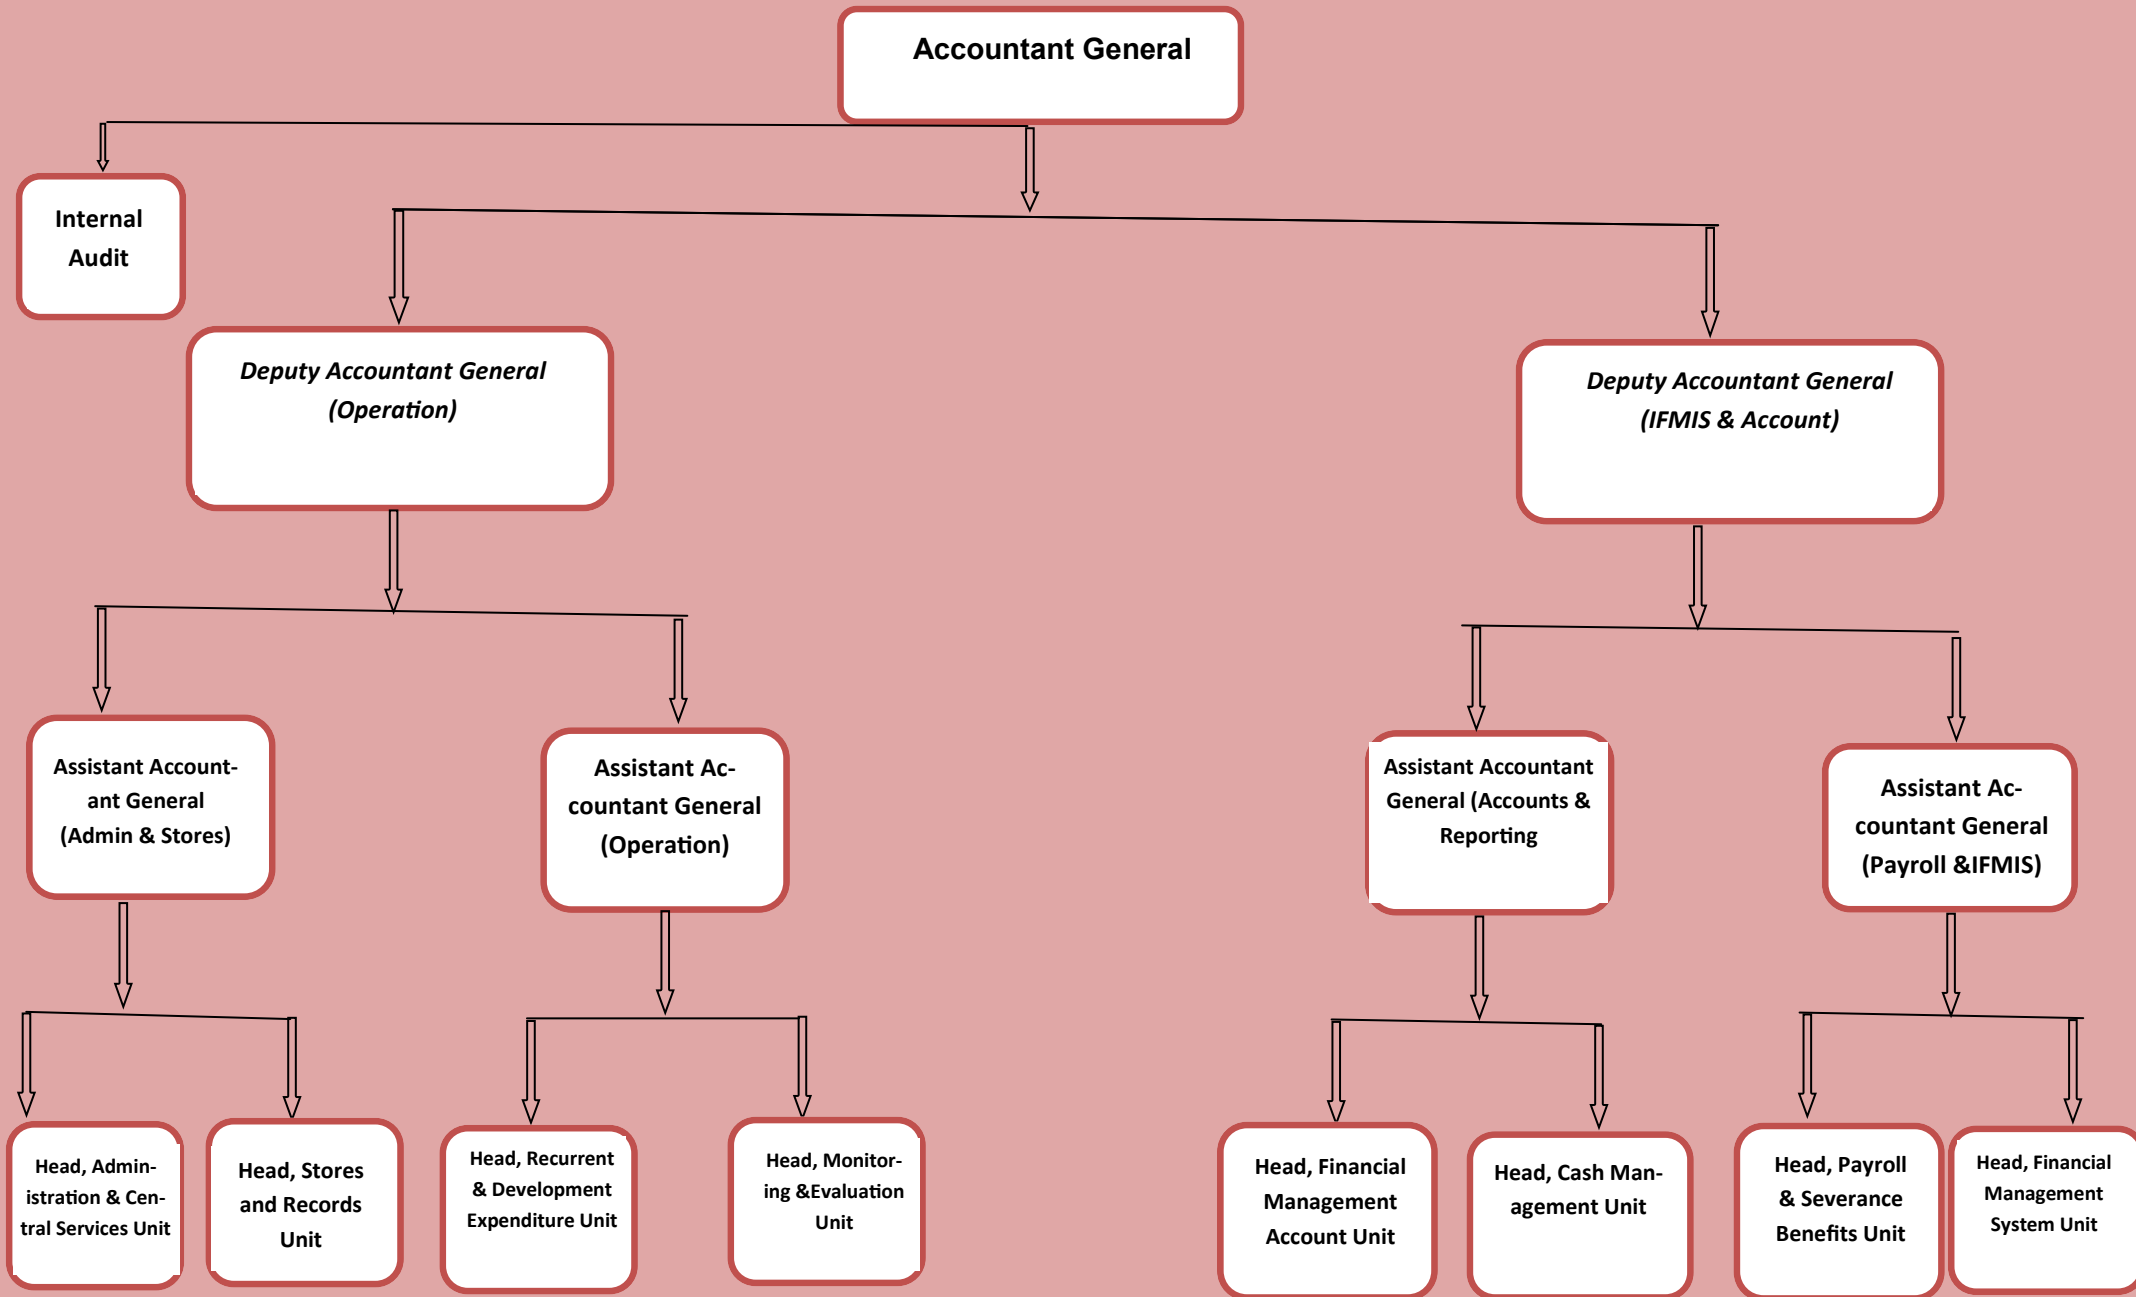 Accountant General
Internal
Audit
Deputy Accountant General
(Operation)
Deputy Accountant General
(IFMIS & Account)
Assistant Account-
ant General
(Admin & Stores)
Assistant Ac-
countant General
(Operation)
Assistant Accountant
General (Accounts &
Reporting
Assistant Ac-
countant General
(Payroll &IFMIS)
Head, Admin-
istration & Cen-
tral Services Unit
Head, Stores
and Records
Unit
Head, Recurrent
& Development
Expenditure Unit
Head, Monitor-
ing &Evaluation
Unit
Head, Financial
Management
Account Unit
Head, Cash Man-
agement Unit
Head, Payroll
& Severance
Benefits Unit
Head, Financial
Management
System Unit